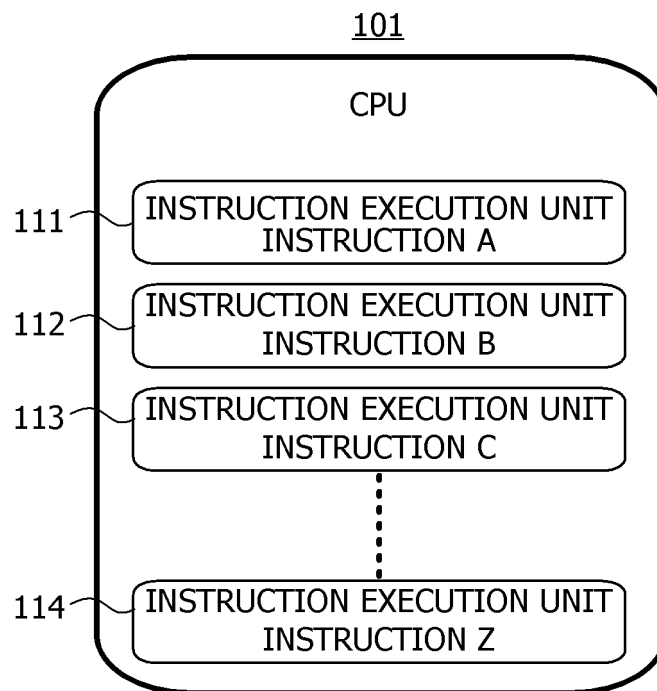 101
CPU
111
INSTRUCTION EXECUTION UNIT
INSTRUCTION A
112
INSTRUCTION EXECUTION UNIT
INSTRUCTION B
113
INSTRUCTION EXECUTION UNIT
INSTRUCTION C
114
INSTRUCTION EXECUTION UNIT
INSTRUCTION Z